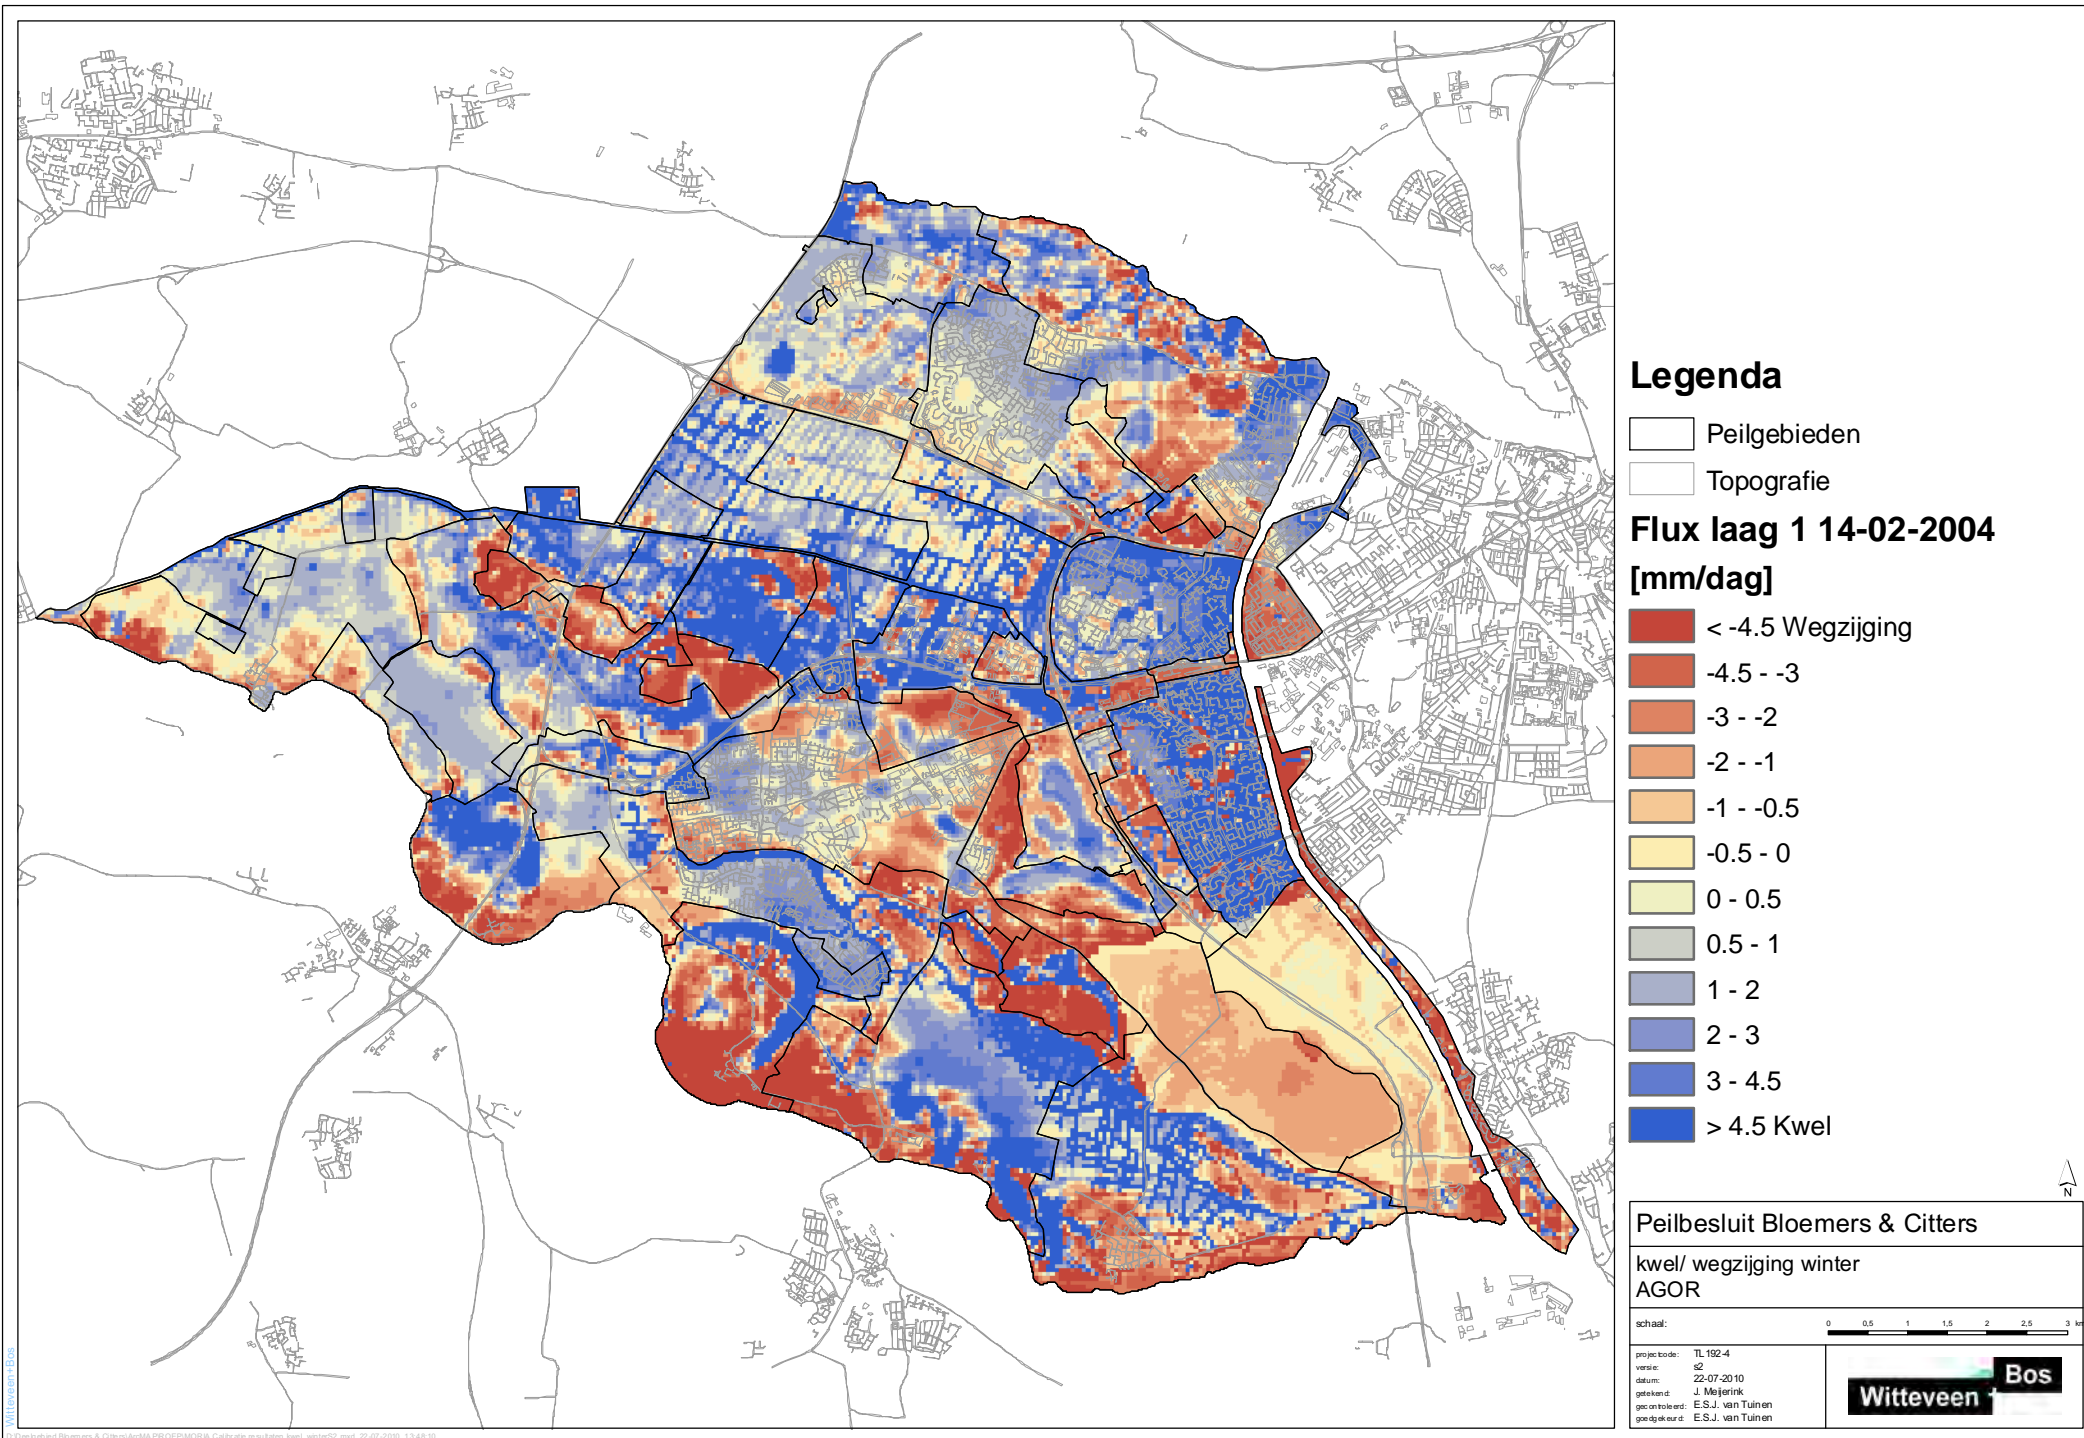 Legenda
Peilgebieden
Topografie
Flux laag 1 14-02-2004
[mm/dag]
< -4.5 Wegzijging
-4.5 - -3
-3 - -2
-2 - -1
-1 - -0.5
-0.5 - 0
0 - 0.5
0.5 - 1
1 - 2
2 - 3
3 - 4.5
> 4.5 Kwel
N
Peilbesluit Bloemers & Citters
kwel/ wegzijging winter
AGOR
schaal:
0 0,5 1 1,5 2 2,5 3 km
projectcode: TL192-4
versie: s2
datum: 22-07-2010
getekend: J. Meijerink
gecontroleerd: E.S.J. van Tuinen
goedgekeurd: E.S.J. van Tuinen
Witteveen + Bos
Witteveen+Bos